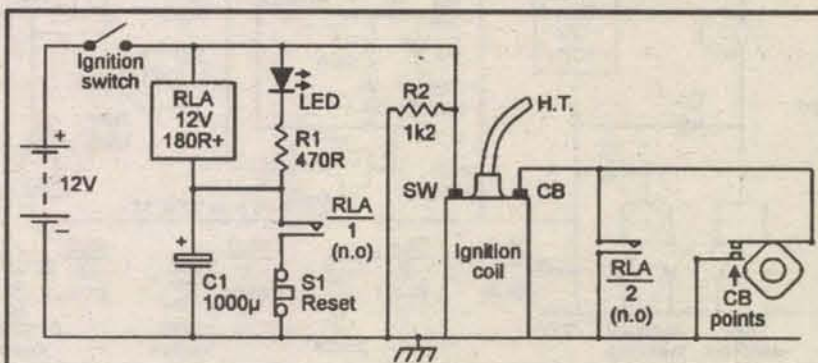 Ignition
switch
RLA
12V
180R+
LED
R1
470R
R2
1k2
H.T.
+
12V
−
SW
CB
Ignition
coil
+
C1
1000µ
RLA
1
(n.o)
S1
Reset
RLA
2
(n.o)
CB
points